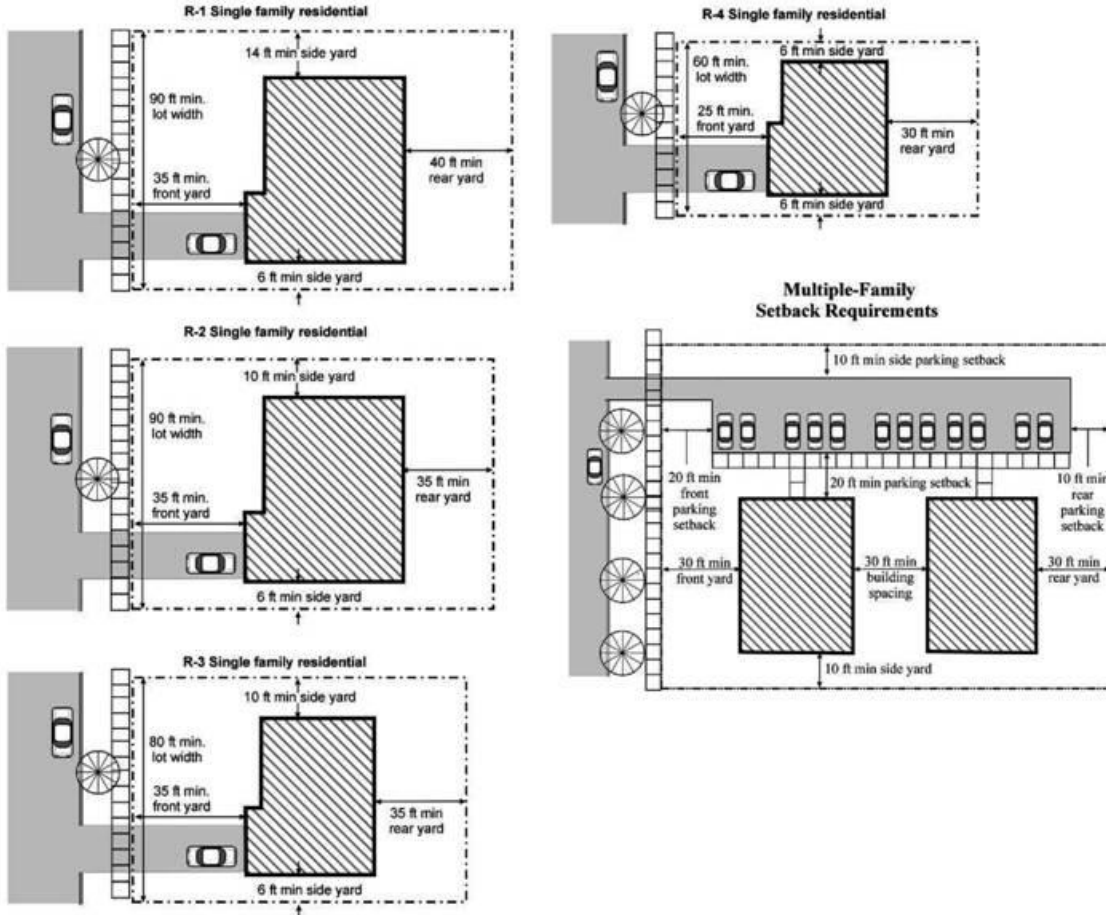 R-1 Single family residential
14 ft min side yard
90 ft min.
lot width
40 ft min
rear yard
35 ft min.
front yard
6 ft min side yard
R-2 Single family residential
10 ft min side yard
90 ft min.
lot width
35 ft min
rear yard
35 ft min.
front yard
6 ft min side yard
R-3 Single family residential
10 ft min side yard
80 ft min.
lot width
35 ft min.
front yard
35 ft min
rear yard
6 ft min side yard
R-4 Single family residential
6 ft min side yard
60 ft min.
lot width
25 ft min.
front yard
30 ft min
rear yard
6 ft min side yard
Multiple-Family
Setback Requirements
10 ft min side parking setback
20 ft min
front
parking
setback
20 ft min parking setback
10 ft min
rear
parking
setback
30 ft min
front yard
30 ft min
building
spacing
30 ft min
rear yard
10 ft min side yard